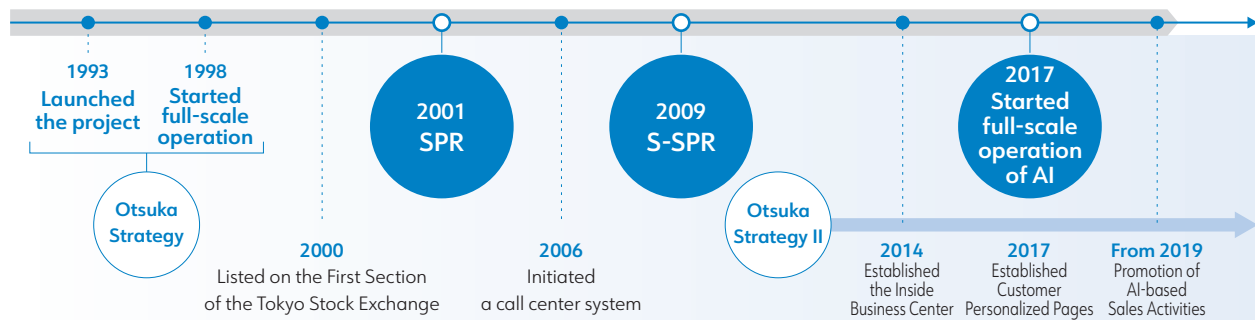 1993
Launched
the project
1998
Started
full-scale
operation
Otsuka
Strategy
2000
Listed on the First Section
of the Tokyo Stock Exchange
2001
SPR
2006
Initiated
a call center system
2009
S-SPR
Otsuka
Strategy II
2014
Established
the Inside
Business Center
2017
Started
full-scale
operation
of AI
2017
Established
Customer
Personalized Pages
From 2019
Promotion of
AI-based
Sales Activities